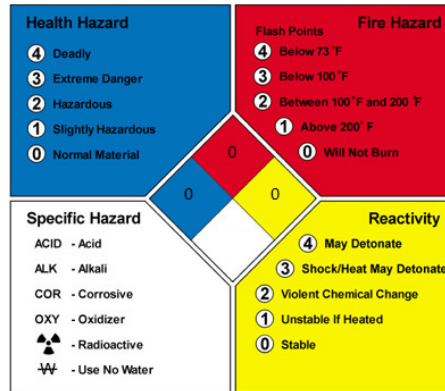 Health Hazard
4 Deadly
3 Extreme Danger
2 Hazardous
1 Slightly Hazardous
0 Normal Material
Fire Hazard
Flash Points
4 Below 73°F
3 Below 100°F
2 Between 100°F and 200°F
1 Above 200°F
0 Will Not Burn
0
0
0
Specific Hazard
ACID - Acid
ALK - Alkali
COR - Corrosive
OXY - Oxidizer
- Radioactive
W - Use No Water
Reactivity
4 May Detonate
3 Shock/Heat May Detonate
2 Violent Chemical Change
1 Unstable If Heated
0 Stable